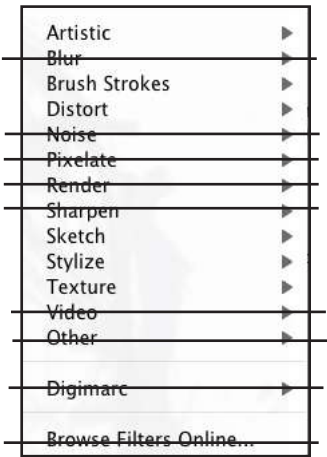 Artistic
Blur
Brush Strokes
Distort
Noise
Pixelate
Render
Sharpen
Sketch
Stylize
Texture
Video
Other
Digimarc
Browse Filters Online...